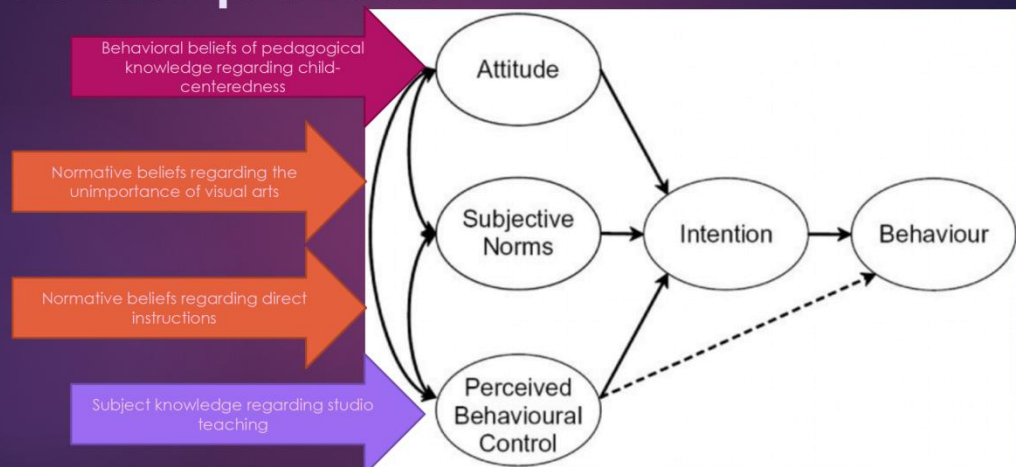 Behavioral beliefs of pedagogical
knowledge regarding child-
centeredness
Attitude
Normative beliefs regarding the
unimportance of visual arts
Subjective
Norms
Intention
Behaviour
Normative beliefs regarding direct
instructions
Subject knowledge regarding studio
teaching
Perceived
Behavioural
Control